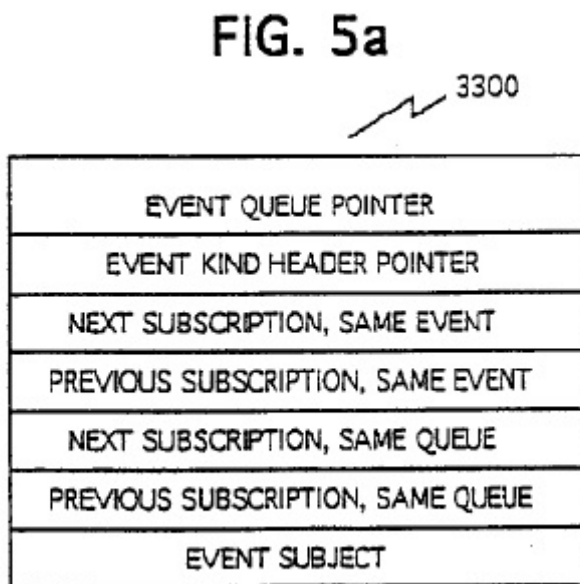 FIG. 5a
3300
EVENT QUEUE POINTER
EVENT KIND HEADER POINTER
NEXT SUBSCRIPTION, SAME EVENT
PREVIOUS SUBSCRIPTION, SAME EVENT
NEXT SUBSCRIPTION, SAME QUEUE
PREVIOUS SUBSCRIPTION, SAME QUEUE
EVENT SUBJECT